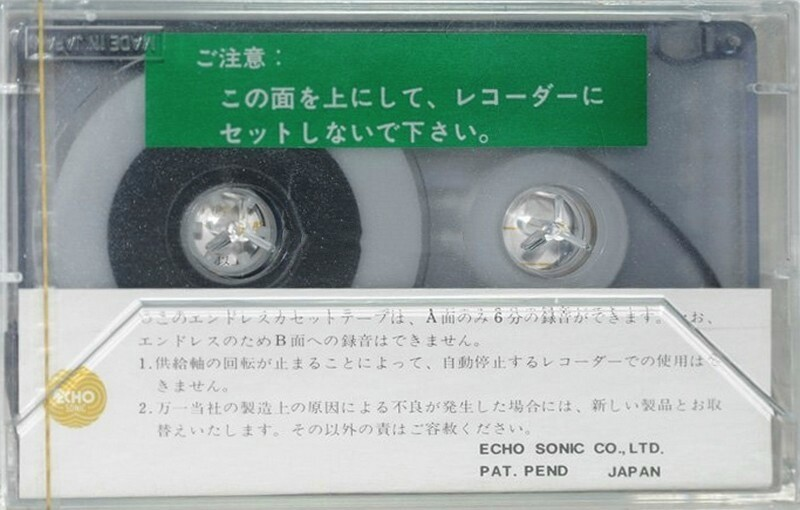 MADE IN JAPAN
ご注意：
この面を上にして、レコーダーに
セットしないで下さい。
このエンドレスカセットテープは、A面のみ6分の録音ができます。なお、
エンドレスのためB面への録音はできません。
1.供給軸の回転が止まることによって、自動停止するレコーダーでの使用はで
きません。
2.万一当社の製造上の原因による不良が発生した場合には、新しい製品とお取
替えいたします。その以外の責はご容赦ください。
ECHO
SONIC
ECHO SONIC CO.,LTD.
PAT. PEND JAPAN